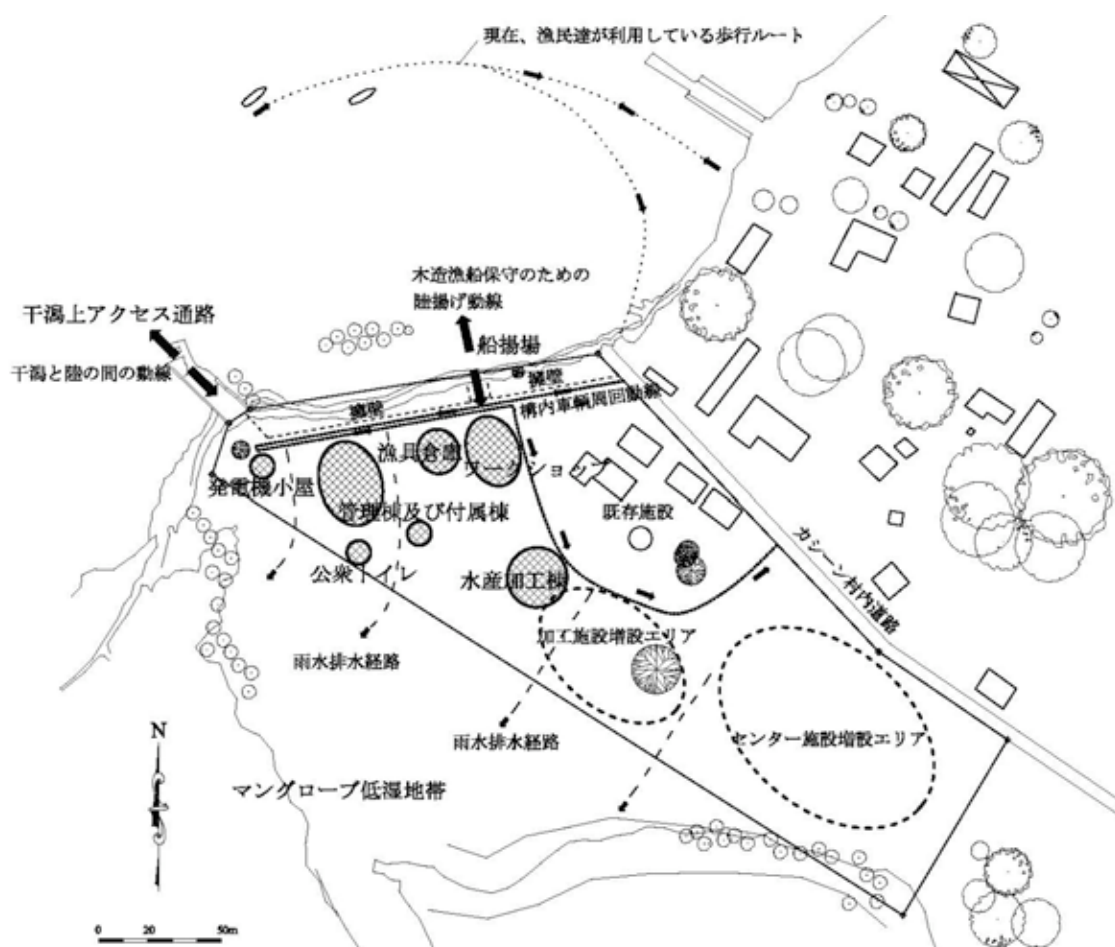 現在、漁民達が利用している歩行ルート
木造漁船保守のための
陸揚げ動線
干潟上アクセス通路
船揚場
干潟と陸の間の動線
擁壁
擁壁
構内車輌周回動線
漁具倉庫
ワークショップ
発電機小屋
管理棟及び付属棟
既存施設
公衆トイレ
水産加工棟
カシーン村内道路
加工施設増設エリア
雨水排水経路
雨水排水経路
センター施設増設エリア
マングローブ低湿地帯
N
0 20 50m